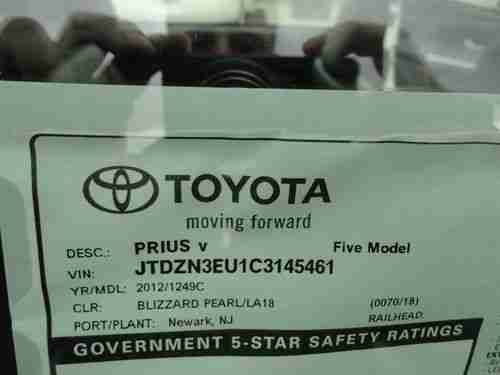 TOYOTA
moving forward
DESC.: PRIUS v Five Model
VIN: JTDZN3EU1C3145461
YR/MDL: 2012/1249C
CLR: BLIZZARD PEARL/LA18 (0070/18)
PORT/PLANT: Newark, NJ RAILHEAD:
GOVERNMENT 5-STAR SAFETY RATINGS